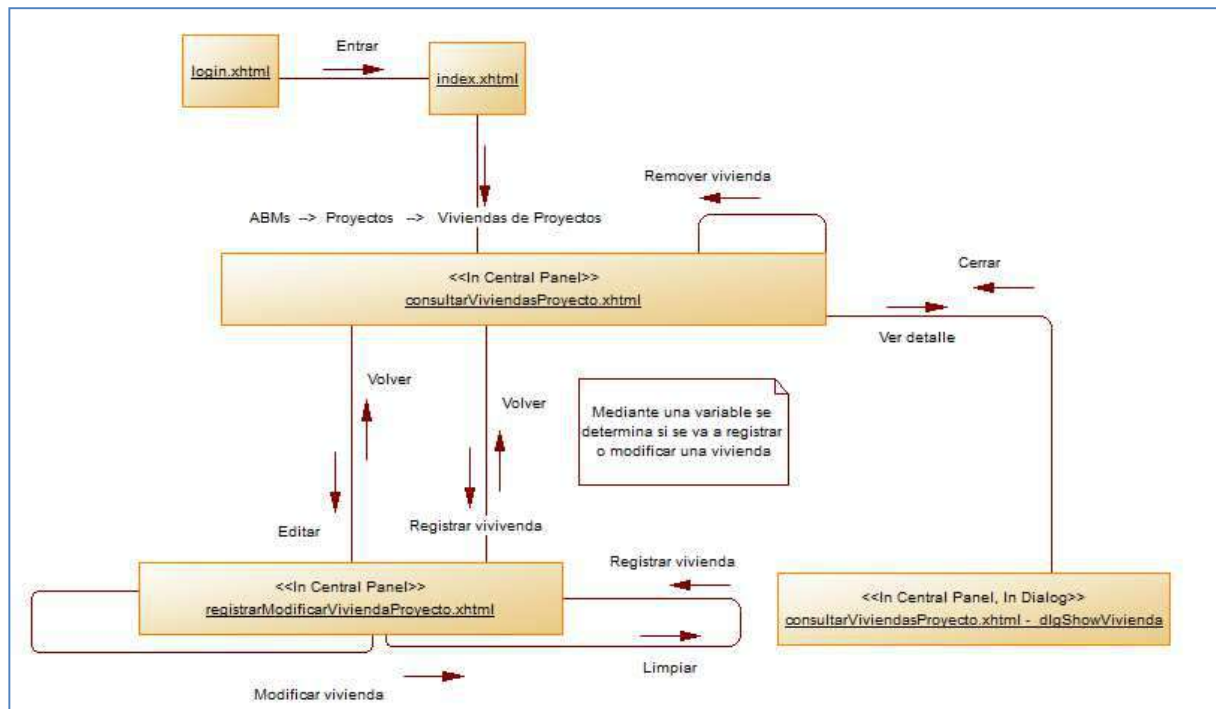 Entrar
login.xhtml
index.xhtml
Remover vivienda
ABMs --> Proyectos --> Viviendas de Proyectos
<<In Central Panel>>
consultarViviendasProyecto.xhtml
Cerrar
Ver detalle
Volver
Volver
Mediante una variable se
determina si se va a registrar
o modificar una vivienda
Editar
Registrar vivivenda
Registrar vivienda
<<In Central Panel>>
registrarModificarViviendaProyecto.xhtml
<<In Central Panel, In Dialog>>
consultarViviendasProyecto.xhtml - dlgShowVivienda
Limpiar
Modificar vivienda